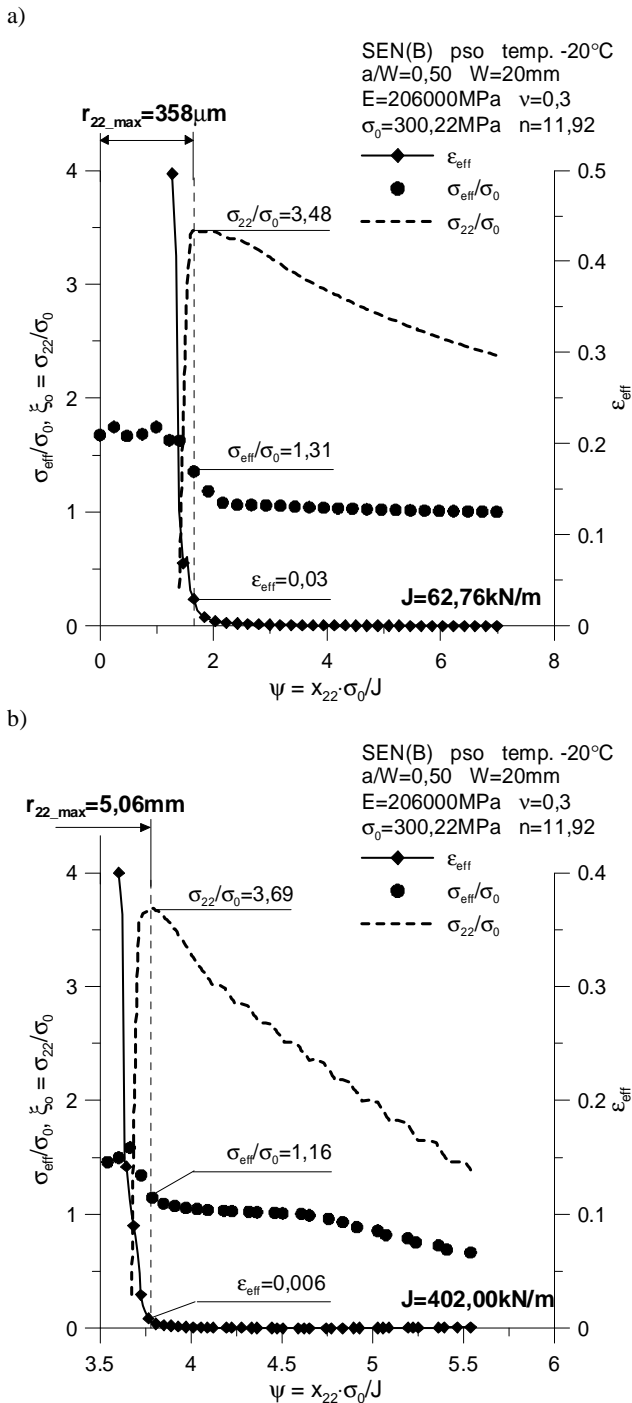 a)
SEN(B) pso temp. -20°C
a/W=0,50 W=20mm
E=206000MPa ν=0,3
σ0=300,22MPa n=11,92
r22_max=358μm
εeff
σeff/σ0
σ22/σ0
σ22/σ0=3,48
σeff/σ0=1,31
εeff=0,03
J=62,76kN/m
4
3
2
1
0
σeff/σ0, ξo = σ22/σ0
0.5
0.4
0.3
0.2
0.1
0
εeff
0 2 4 6 8
ψ = x22·σ0/J
b)
SEN(B) pso temp. -20°C
a/W=0,50 W=20mm
E=206000MPa ν=0,3
σ0=300,22MPa n=11,92
r22_max=5,06mm
εeff
σeff/σ0
σ22/σ0
σ22/σ0=3,69
σeff/σ0=1,16
εeff=0,006
J=402,00kN/m
4
3
2
1
0
σeff/σ0, ξo = σ22/σ0
0.4
0.3
0.2
0.1
0
εeff
3.5 4 4.5 5 5.5 6
ψ = x22·σ0/J